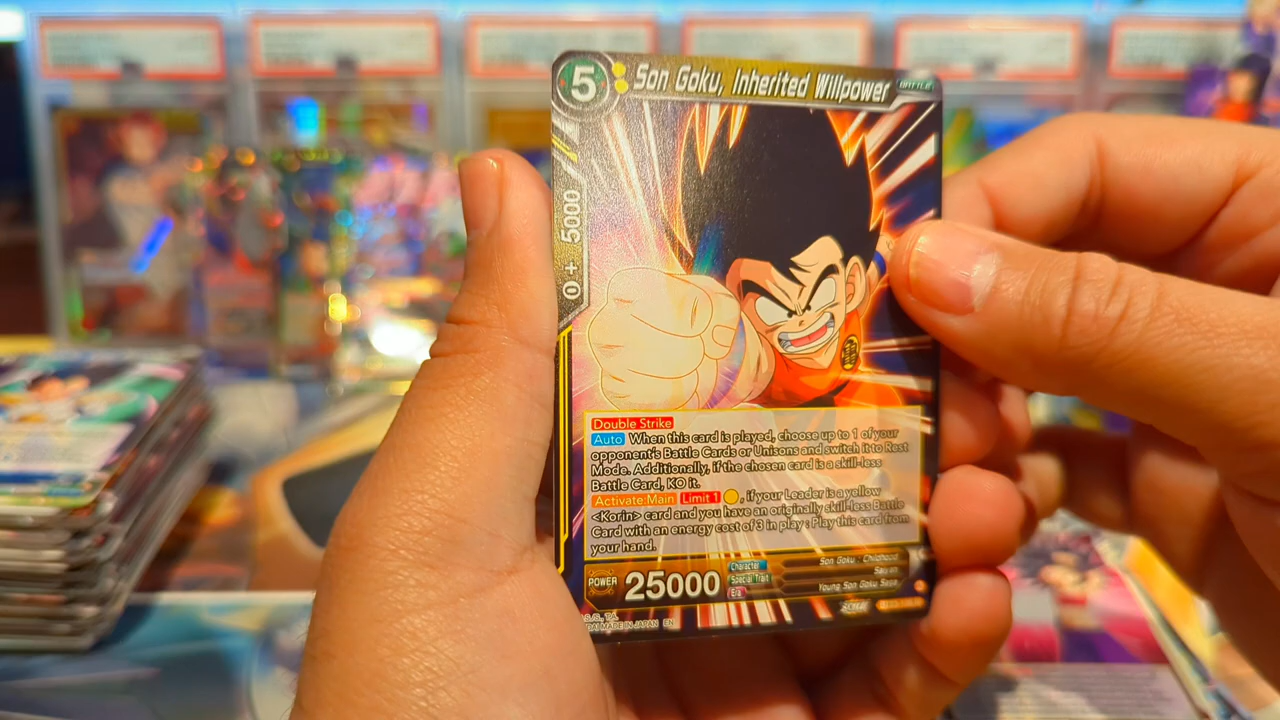 5 Son Goku, Inherited Willpower BATTLE
0 + 5000
Double Strike
Auto When this card is played, choose up to 1 of your
opponent's Battle Cards or Unisons and switch it to Rest
Mode. Additionally, if the chosen card is a skill-less
Battle Card, KO it.
Activate:Main Limit 1 , if your Leader is a yellow
<Korin> card and you have an originally skill-less Battle
Card with an energy cost of 3 in play : Play this card from
your hand.
POWER 25000
Character Son Goku : Childhood
Special Trait Saiyan
Era Young Son Goku Saga
MADE IN JAPAN EN